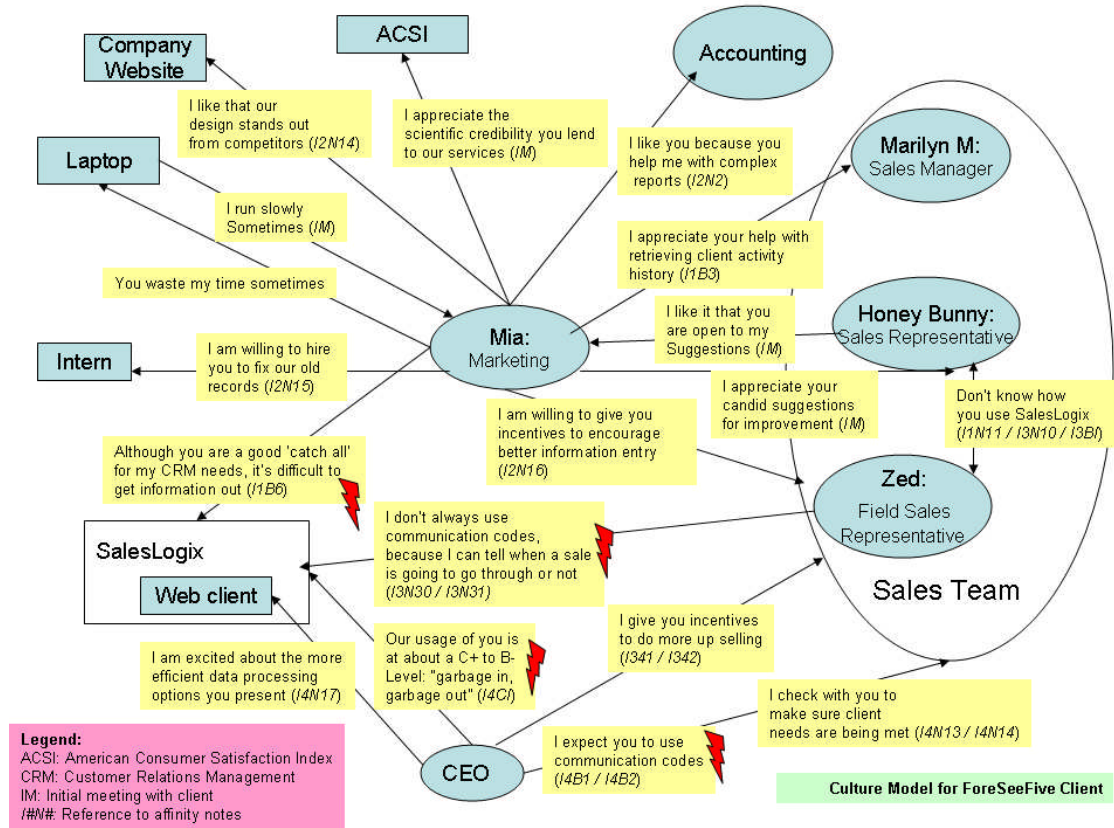 ACSI
Company
Website
Accounting
I like that our
design stands out
from competitors (I2N14)
I appreciate the
scientific credibility you lend
to our services (IM)
I like you because you
help me with complex
reports (I2N2)
Marilyn M:
Sales Manager
Laptop
I run slowly
Sometimes (IM)
I appreciate your help with
retrieving client activity
history (I1B3)
You waste my time sometimes
Mia:
Marketing
I like it that you
are open to my
Suggestions (IM)
Honey Bunny:
Sales Representative
Intern
I am willing to hire
you to fix our old
records (I2N15)
I appreciate your
candid suggestions
for improvement (IM)
Don't know how
you use SalesLogix
(I1N11 / I3N10 / I3BI)
I am willing to give you
incentives to encourage
better information entry
(I2N16)
Although you are a good 'catch all'
for my CRM needs, it's difficult to
get information out (I1B6)
Zed:
Field Sales
Representative
I don't always use
communication codes,
because I can tell when a sale
is going to go through or not
(I3N30 / I3N31)
SalesLogix
Web client
Sales Team
I give you incentives
to do more up selling
(I341 / I342)
Our usage of you is
at about a C+ to B-
Level: "garbage in,
garbage out" (I4CI)
I am excited about the more
efficient data processing
options you present (I4N17)
I check with you to
make sure client
needs are being met (I4N13 / I4N14)
CEO
I expect you to use
communication codes
(I4B1 / I4B2)
Legend:
ACSI: American Consumer Satisfaction Index
CRM: Customer Relations Management
IM: Initial meeting with client
I#N#: Reference to affinity notes
Culture Model for ForeSeeFive Client